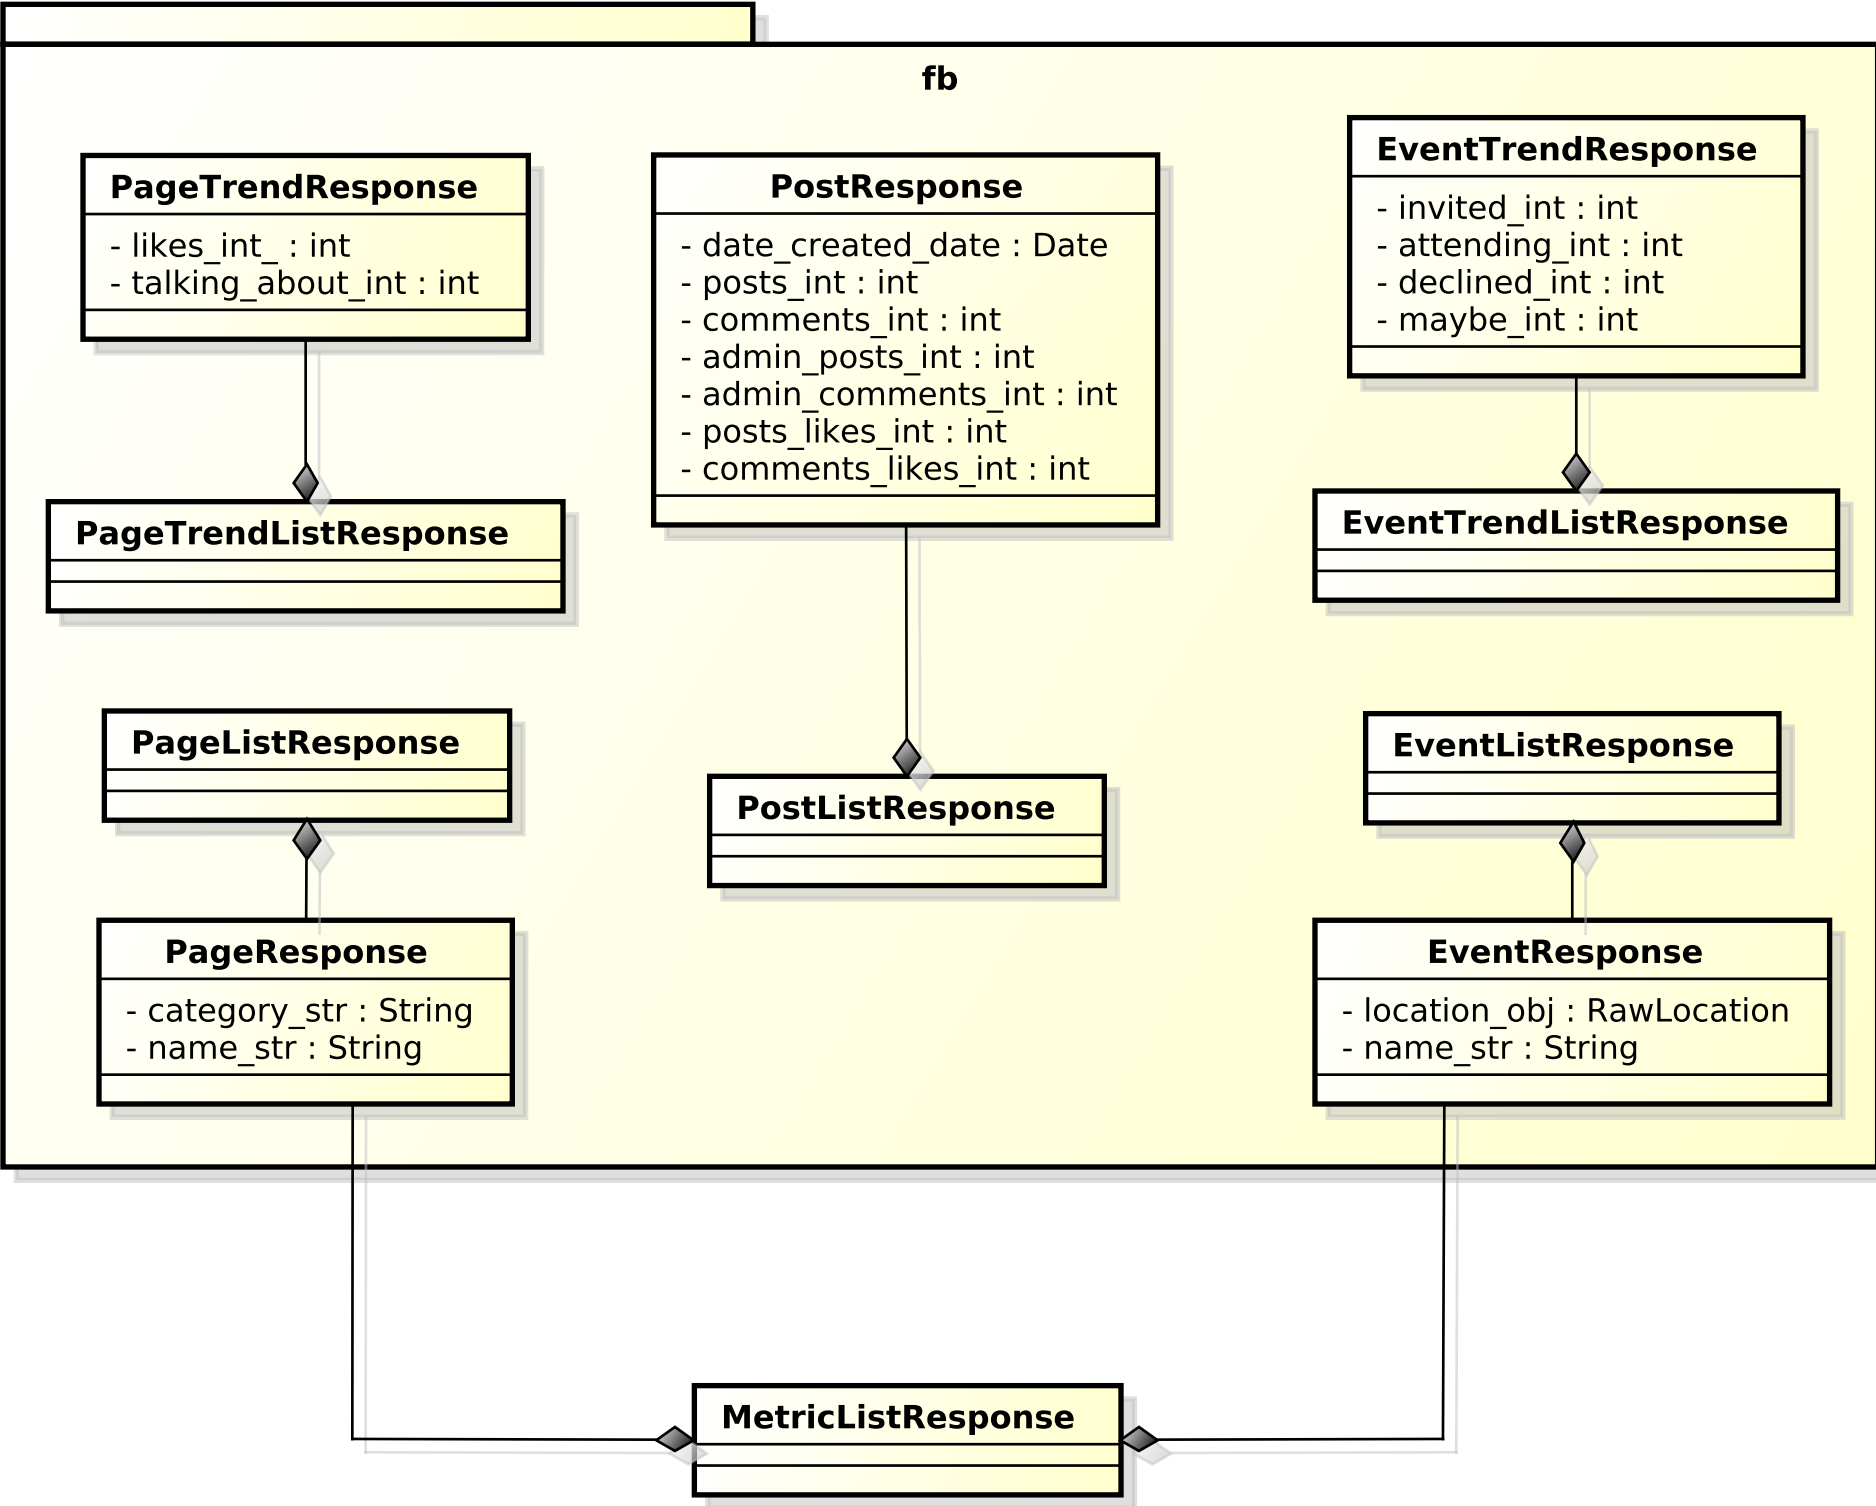 fb
PageTrendResponse
- likes_int_ : int
- talking_about_int : int
PostResponse
- date_created_date : Date
- posts_int : int
- comments_int : int
- admin_posts_int : int
- admin_comments_int : int
- posts_likes_int : int
- comments_likes_int : int
EventTrendResponse
- invited_int : int
- attending_int : int
- declined_int : int
- maybe_int : int
PageTrendListResponse
EventTrendListResponse
PageListResponse
PostListResponse
EventListResponse
PageResponse
- category_str : String
- name_str : String
EventResponse
- location_obj : RawLocation
- name_str : String
MetricListResponse